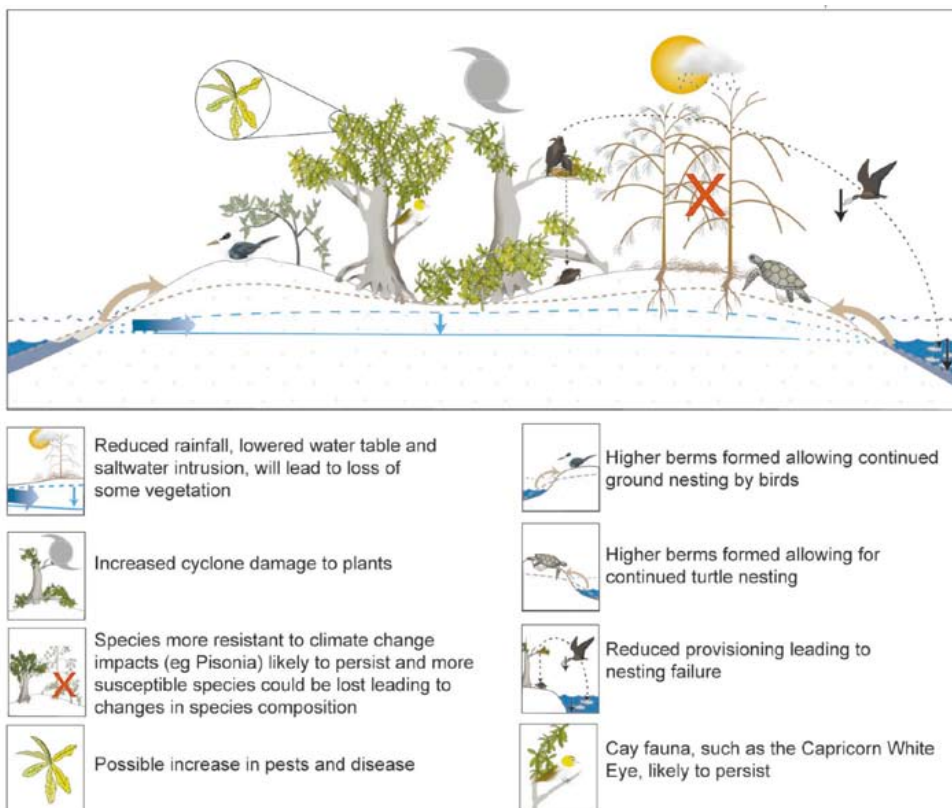 Reduced rainfall, lowered water table and
saltwater intrusion, will lead to loss of
some vegetation
Increased cyclone damage to plants
Species more resistant to climate change
impacts (eg Pisonia) likely to persist and more
susceptible species could be lost leading to
changes in species composition
Possible increase in pests and disease
Higher berms formed allowing continued
ground nesting by birds
Higher berms formed allowing for
continued turtle nesting
Reduced provisioning leading to
nesting failure
Cay fauna, such as the Capricorn White
Eye, likely to persist